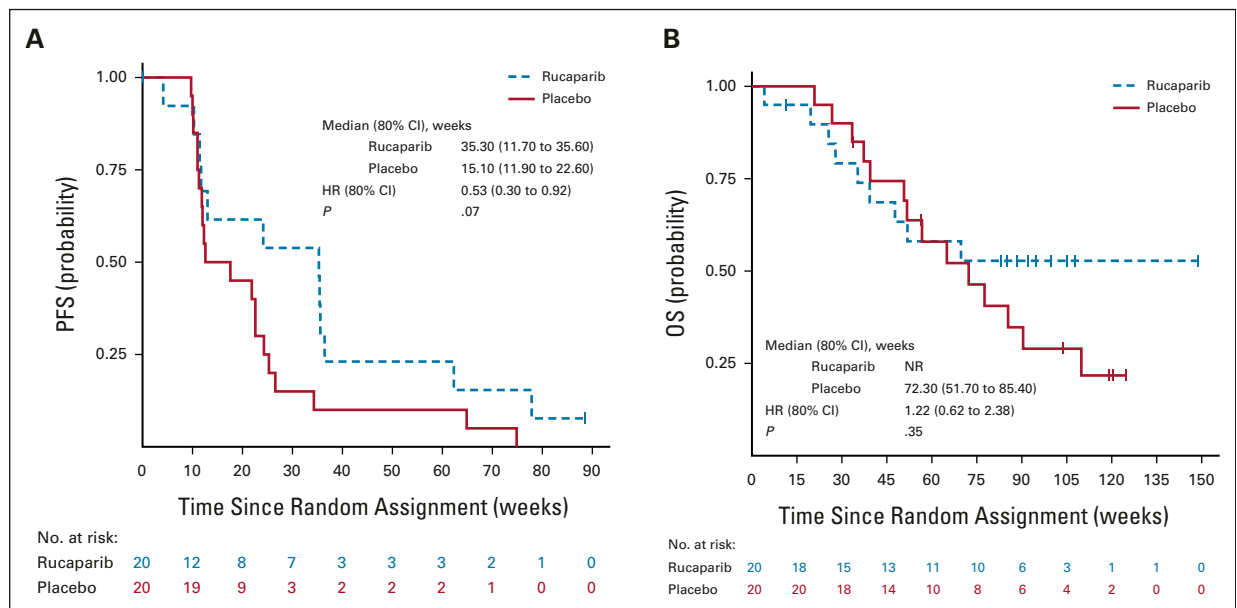 A
Rucaparib
Placebo
Median (80% CI), weeks
Rucaparib 35.30 (11.70 to 35.60)
Placebo 15.10 (11.90 to 22.60)
HR (80% CI) 0.53 (0.30 to 0.92)
P .07
PFS (probability)
1.00
0.75
0.50
0.25
0 10 20 30 40 50 60 70 80 90
Time Since Random Assignment (weeks)
No. at risk:
Rucaparib 20 12 8 7 3 3 3 2 1 0
Placebo 20 19 9 3 2 2 2 1 0 0
B
Rucaparib
Placebo
OS (probability)
1.00
0.75
0.50
0.25
Median (80% CI), weeks
Rucaparib NR
Placebo 72.30 (51.70 to 85.40)
HR (80% CI) 1.22 (0.62 to 2.38)
P .35
0 15 30 45 60 75 90 105 120 135 150
Time Since Random Assignment (weeks)
No. at risk:
Rucaparib 20 18 15 13 11 10 6 3 1 1 0
Placebo 20 20 18 14 10 8 6 4 2 0 0